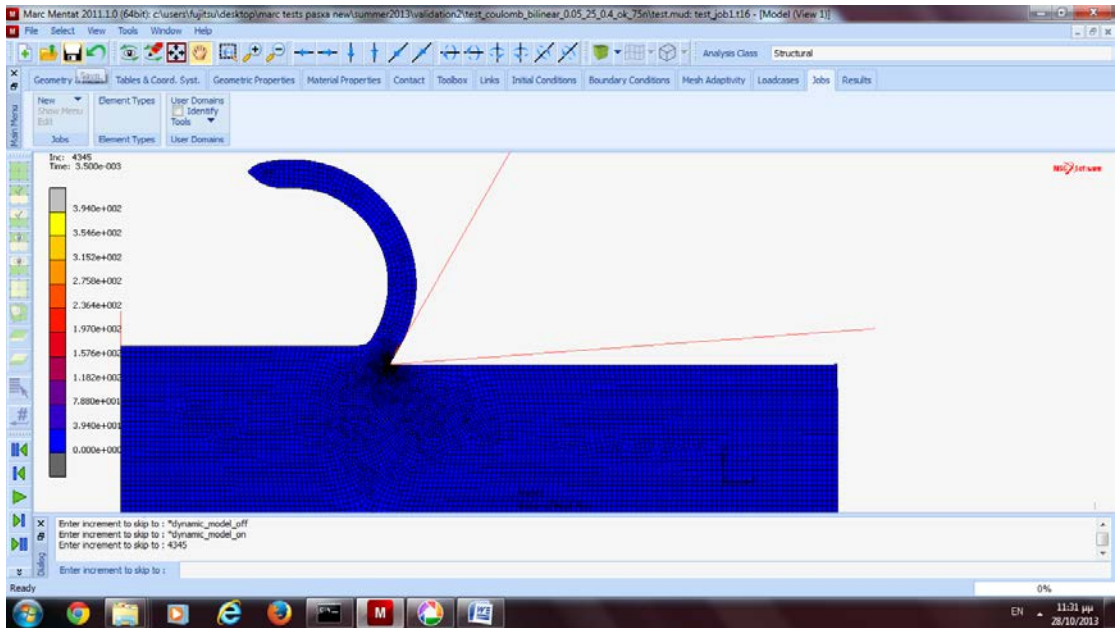 Marc Mentat 2011.1.0 (64bit): c:\users\fujitsu\desktop\marc tests pasxa new\summer2013\validation2\test_coulomb_bilinear_0.05_25_0.4_ok_75n\test.mud: test_job1.t16 - [Model (View 1)]
File Select View Tools Window Help
Analysis Class Structural
Geometry Tables & Coord. Syst. Geometric Properties Material Properties Contact Toolbox Links Initial Conditions Boundary Conditions Mesh Adaptivity Loadcases Jobs Results
Main Menu
New Element Types User Domains
Show Menu Identify
Edit Tools
Jobs Element Types User Domains
Inc: 4345
Time: 3.500e-003
3.940e+002
3.546e+002
3.152e+002
2.758e+002
2.364e+002
1.970e+002
1.576e+002
1.182e+002
7.880e+001
3.940e+001
0.000e+000
MSC Software
1
Dialog
Enter increment to skip to : *dynamic_model_off
Enter increment to skip to : *dynamic_model_on
Enter increment to skip to : 4345
Enter increment to skip to :
Ready
0%
EN
11:31 μμ
28/10/2013